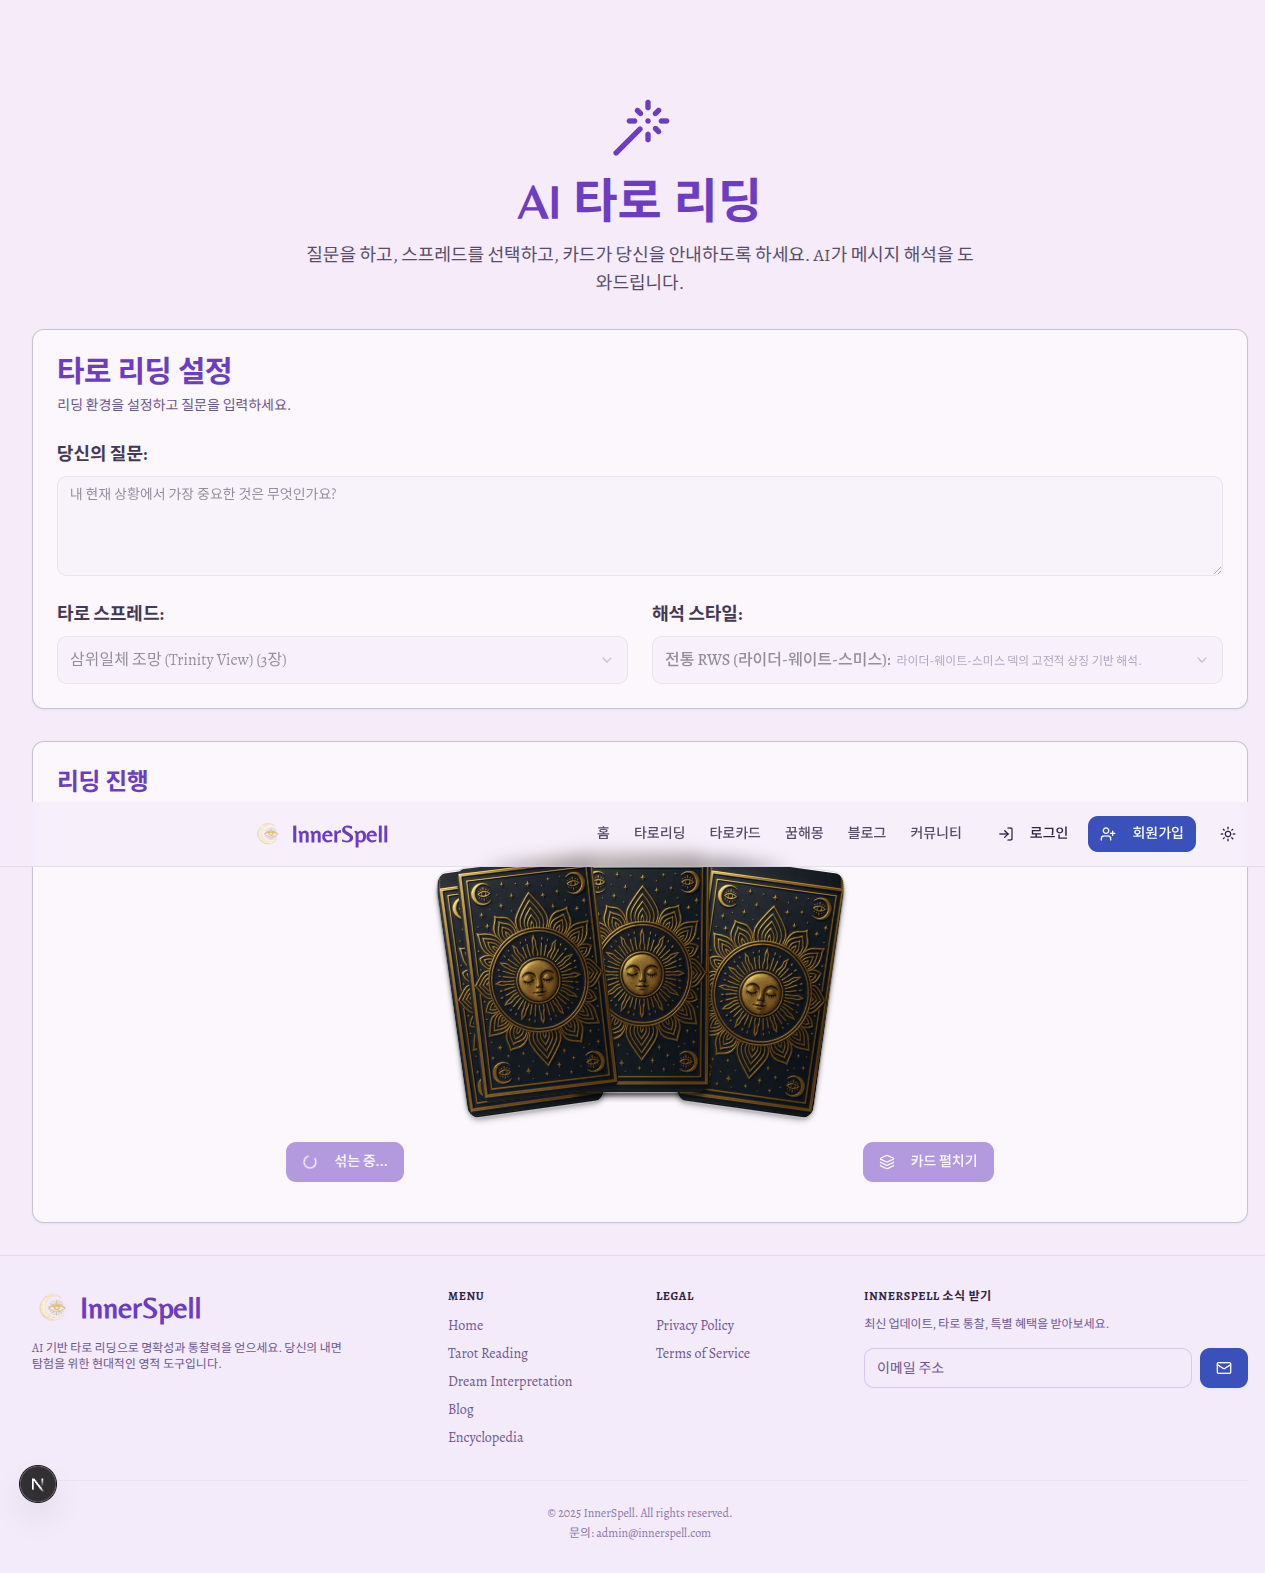 AI 타로 리딩
질문을 하고, 스프레드를 선택하고, 카드가 당신을 안내하도록 하세요. AI가 메시지 해석을 도
와드립니다.
타로 리딩 설정
리딩 환경을 설정하고 질문을 입력하세요.
당신의 질문:
내 현재 상황에서 가장 중요한 것은 무엇인가요?
타로 스프레드:
해석 스타일:
삼위일체 조망 (Trinity View) (3장)
전통 RWS (라이더-웨이트-스미스): 라이더-웨이트-스미스 덱의 고전적 상징 기반 해석.
리딩 진행
InnerSpell
홈 타로리딩 타로카드 꿈해몽 블로그 커뮤니티 로그인 회원가입
섞는 중...
카드 펼치기
InnerSpell
AI 기반 타로 리딩으로 명확성과 통찰력을 얻으세요. 당신의 내면
탐험을 위한 현대적인 영적 도구입니다.
MENU
Home
Tarot Reading
Dream Interpretation
Blog
Encyclopedia
LEGAL
Privacy Policy
Terms of Service
INNERSPELL 소식 받기
최신 업데이트, 타로 통찰, 특별 혜택을 받아보세요.
이메일 주소
N
© 2025 InnerSpell. All rights reserved.
문의: admin@innerspell.com